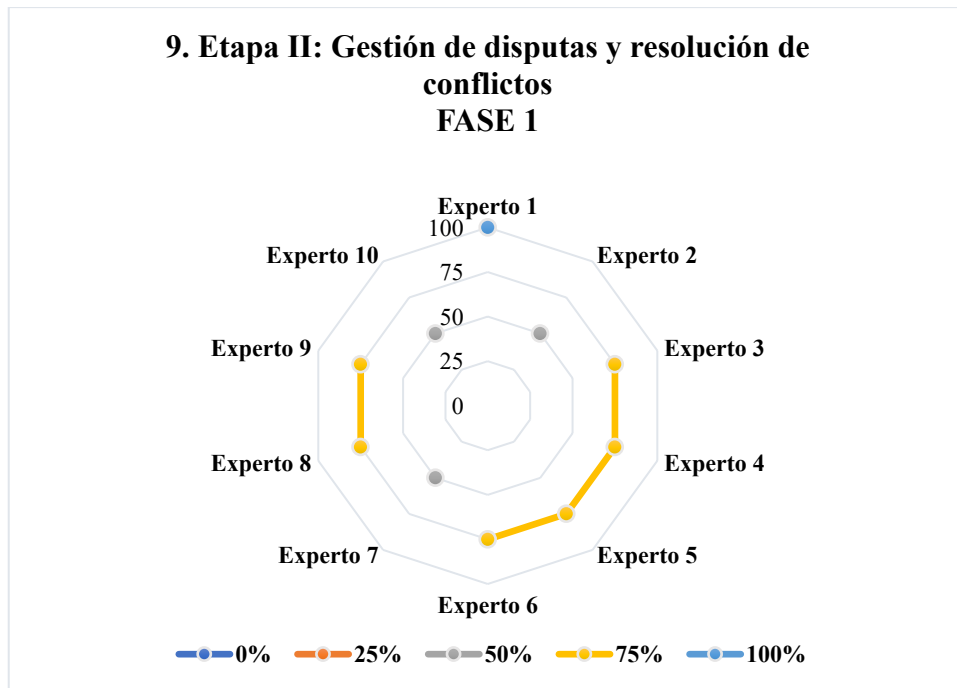 9. Etapa II: Gestión de disputas y resolución de
conflictos
FASE 1
Experto 1
100
Experto 10
Experto 2
75
50
Experto 9
Experto 3
25
0
Experto 8
Experto 4
Experto 7
Experto 5
Experto 6
0%
25%
50%
75%
100%